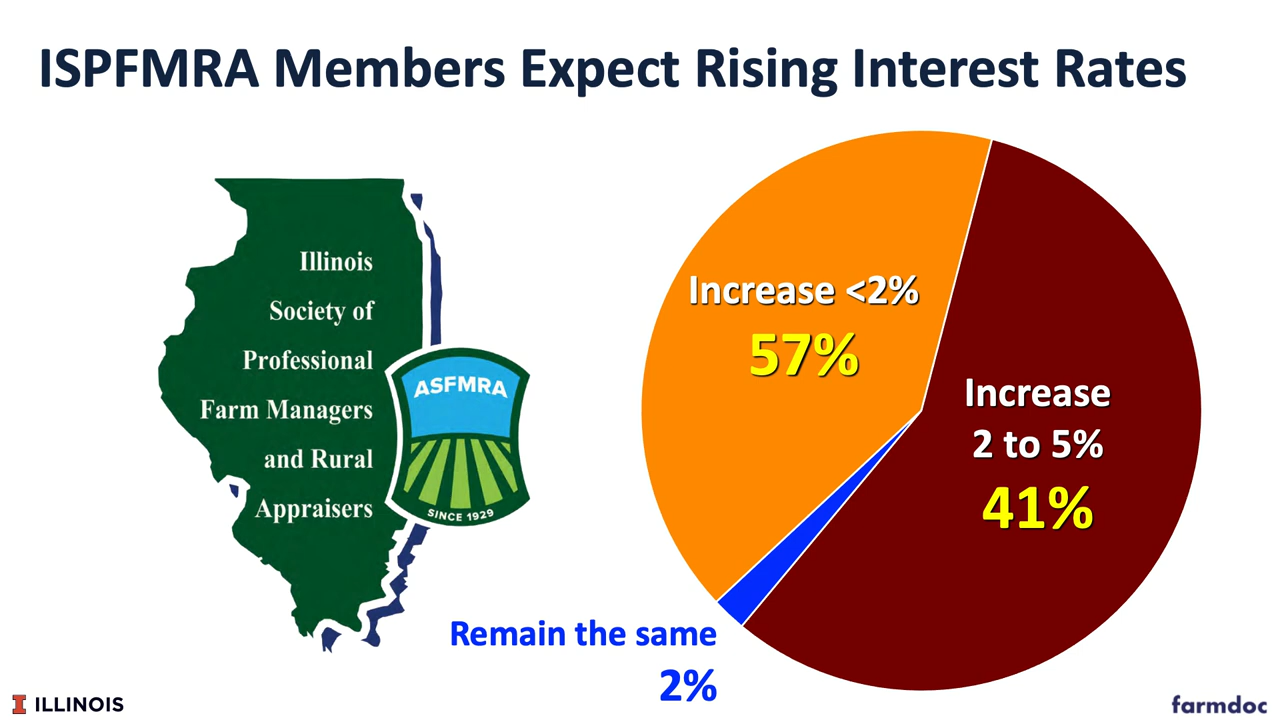 ISPFMRA Members Expect Rising Interest Rates
Illinois
Society of
Professional
Farm Managers
and Rural
Appraisers
ASFMRA
SINCE 1929
Increase <2%
57%
Increase
2 to 5%
41%
Remain the same
2%
I ILLINOIS
farmdoc